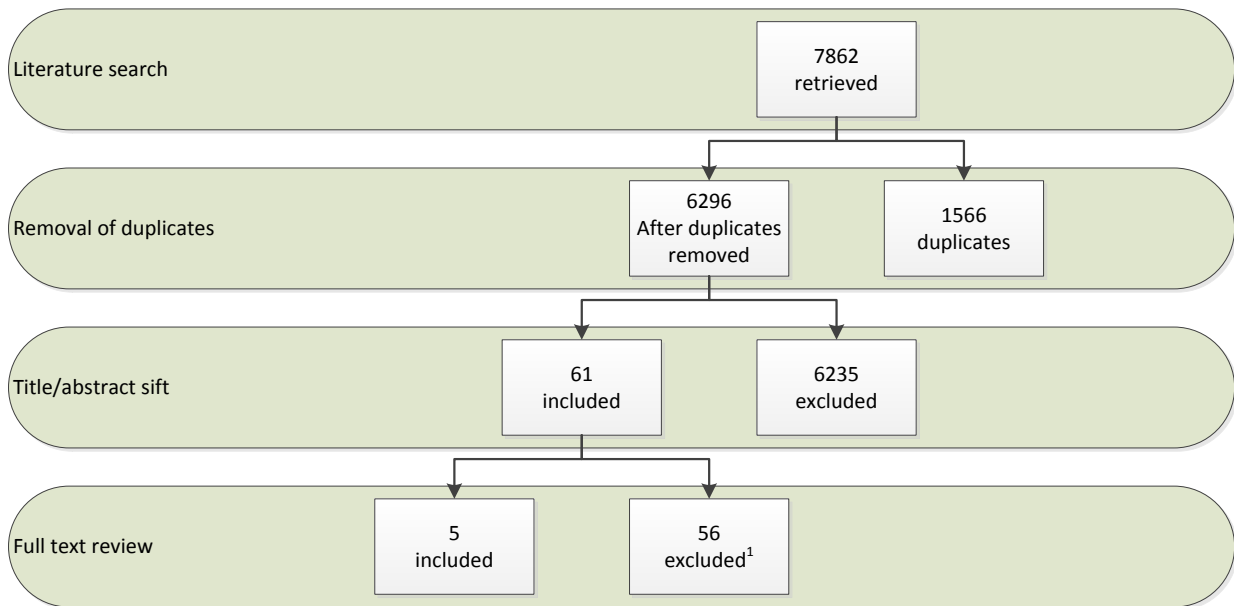 Literature search
7862
retrieved
Removal of duplicates
6296
After duplicates
removed
1566
duplicates
Title/abstract sift
61
included
6235
excluded
Full text review
5
included
56
excluded¹